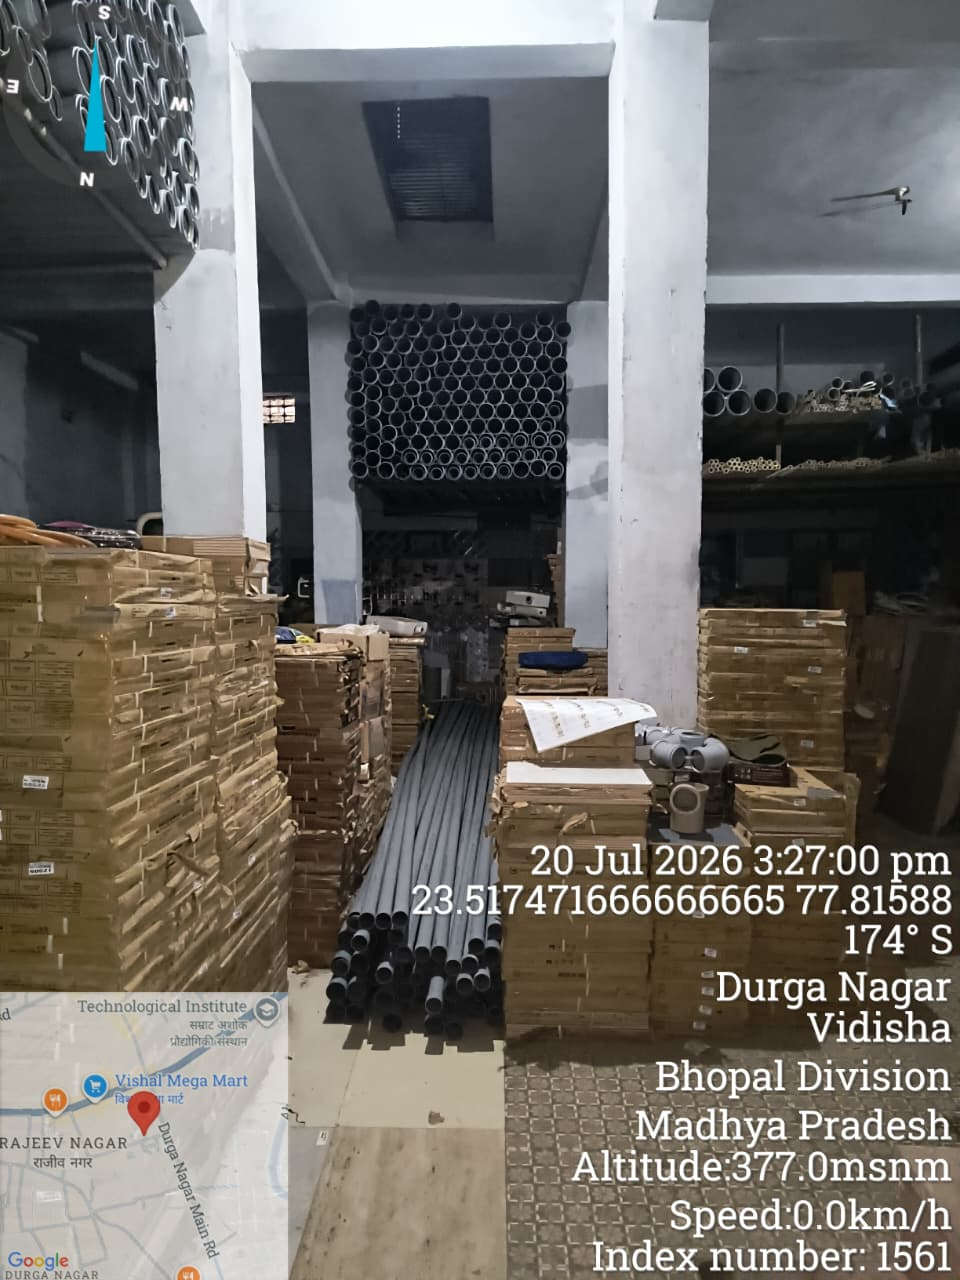 S
E
W
N
20 Jul 2026 3:27:00 pm
23.517471666666665 77.81588
174° S
Durga Nagar
Vidisha
Bhopal Division
Madhya Pradesh
Altitude:377.0msnm
Speed:0.0km/h
Index number: 1561
Technological Institute
सम्राट अशोक
प्रौद्योगिकी संस्थान
Vishal Mega Mart
मार्ट
RAJEEV NAGAR
राजीव नगर
Durga Nagar Main Rd
Google
DURGA NAGAR